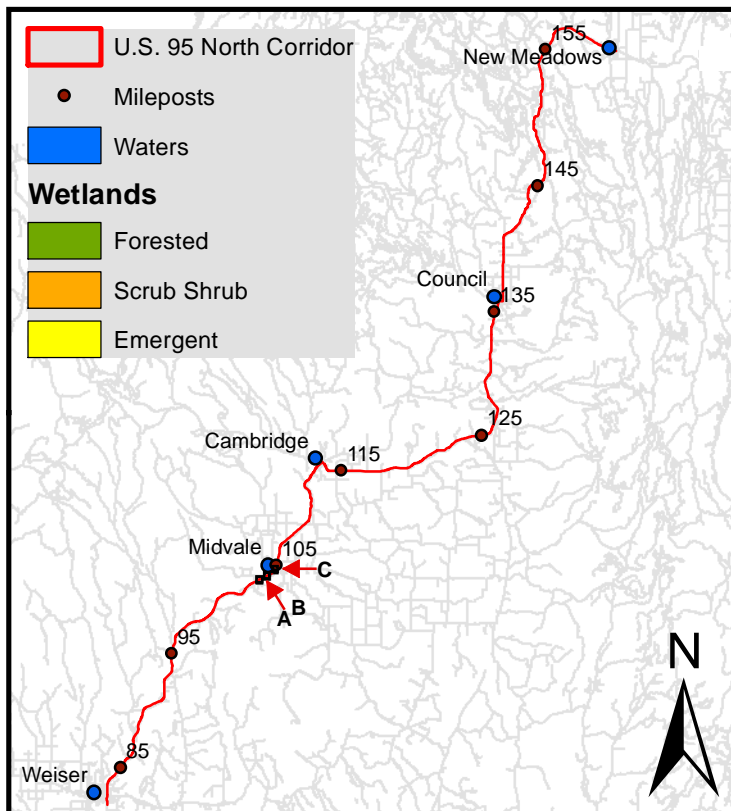 U.S. 95 North Corridor
Mileposts
Waters
Wetlands
Forested
Scrub Shrub
Emergent
155
New Meadows
145
Council
135
125
Cambridge
115
Midvale
105
C
B
A
95
N
85
Weiser